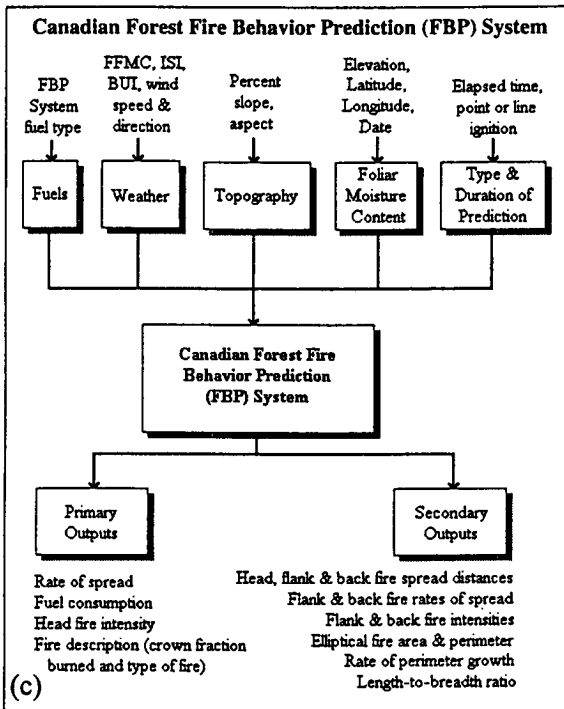 Canadian Forest Fire Behavior Prediction (FBP) System
FBP
System
fuel type
FFMC, ISI,
BUI, wind
speed &
direction
Percent
slope,
aspect
Elevation,
Latitude,
Longitude,
Date
Elapsed time,
point or line
ignition
Fuels
Weather
Topography
Foliar
Moisture
Content
Type &
Duration of
Prediction
Canadian Forest Fire
Behavior Prediction
(FBP) System
Primary
Outputs
Secondary
Outputs
Rate of spread
Fuel consumption
Head fire intensity
Fire description (crown fraction
burned and type of fire)
Head, flank & back fire spread distances
Flank & back fire rates of spread
Flank & back fire intensities
Elliptical fire area & perimeter
Rate of perimeter growth
Length-to-breadth ratio
(c)